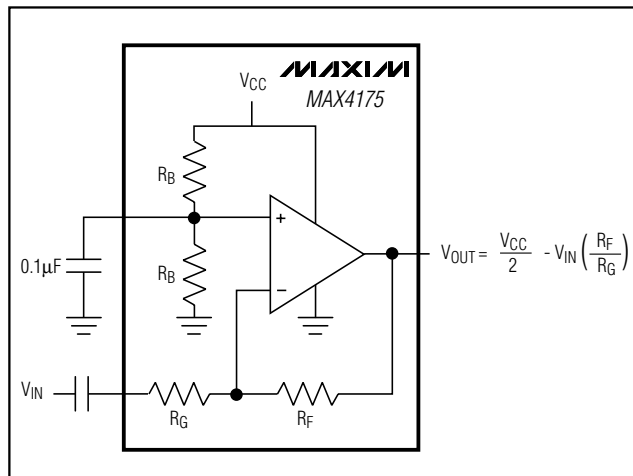 MAXIM
MAX4175
VCC
RB
RB
0.1µF
+
−
VOUT = VCC/2 - VIN (RF/RG)
VIN
RG
RF